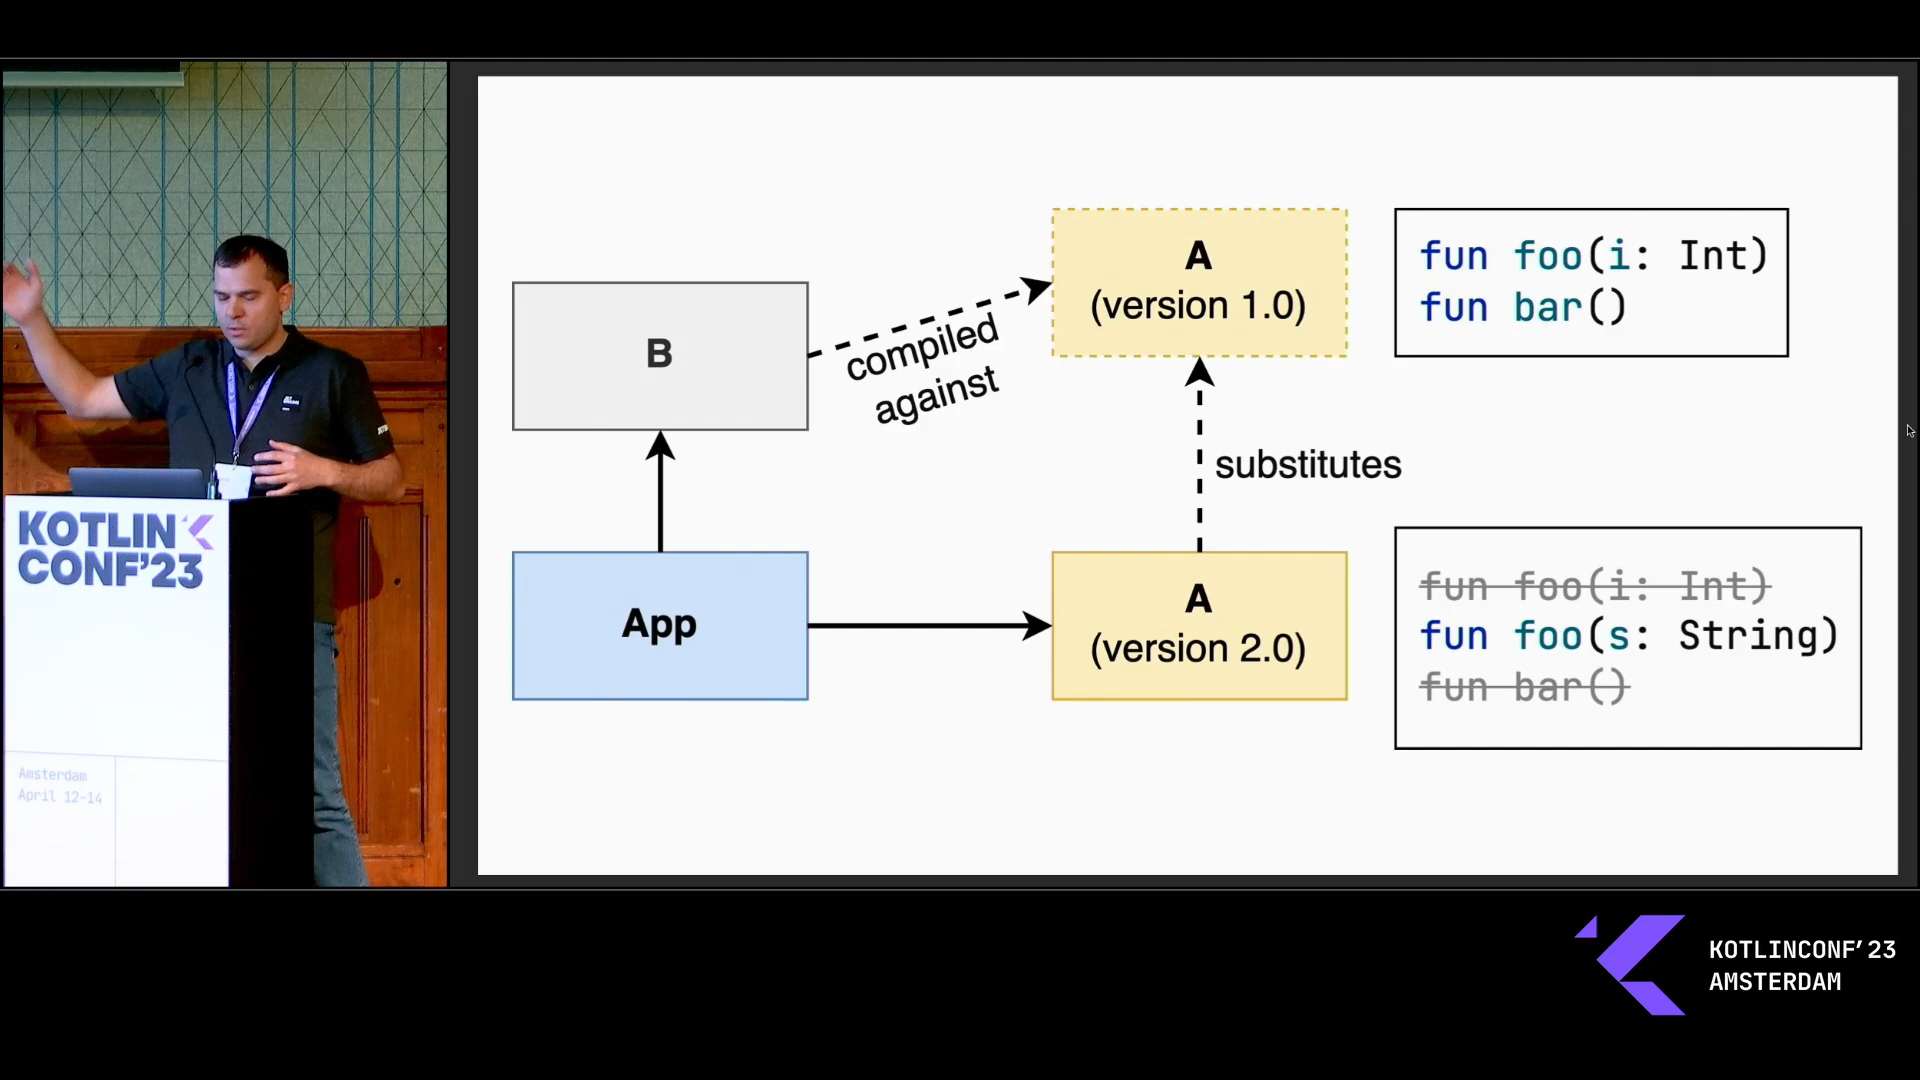 KOTLIN
CONF'23
Amsterdam
April 12-14
B
compiled
against
A
(version 1.0)
fun foo(i: Int)
fun bar()
substitutes
App
A
(version 2.0)
fun foo(i: Int)
fun foo(s: String)
fun bar()
KOTLINCONF'23
AMSTERDAM